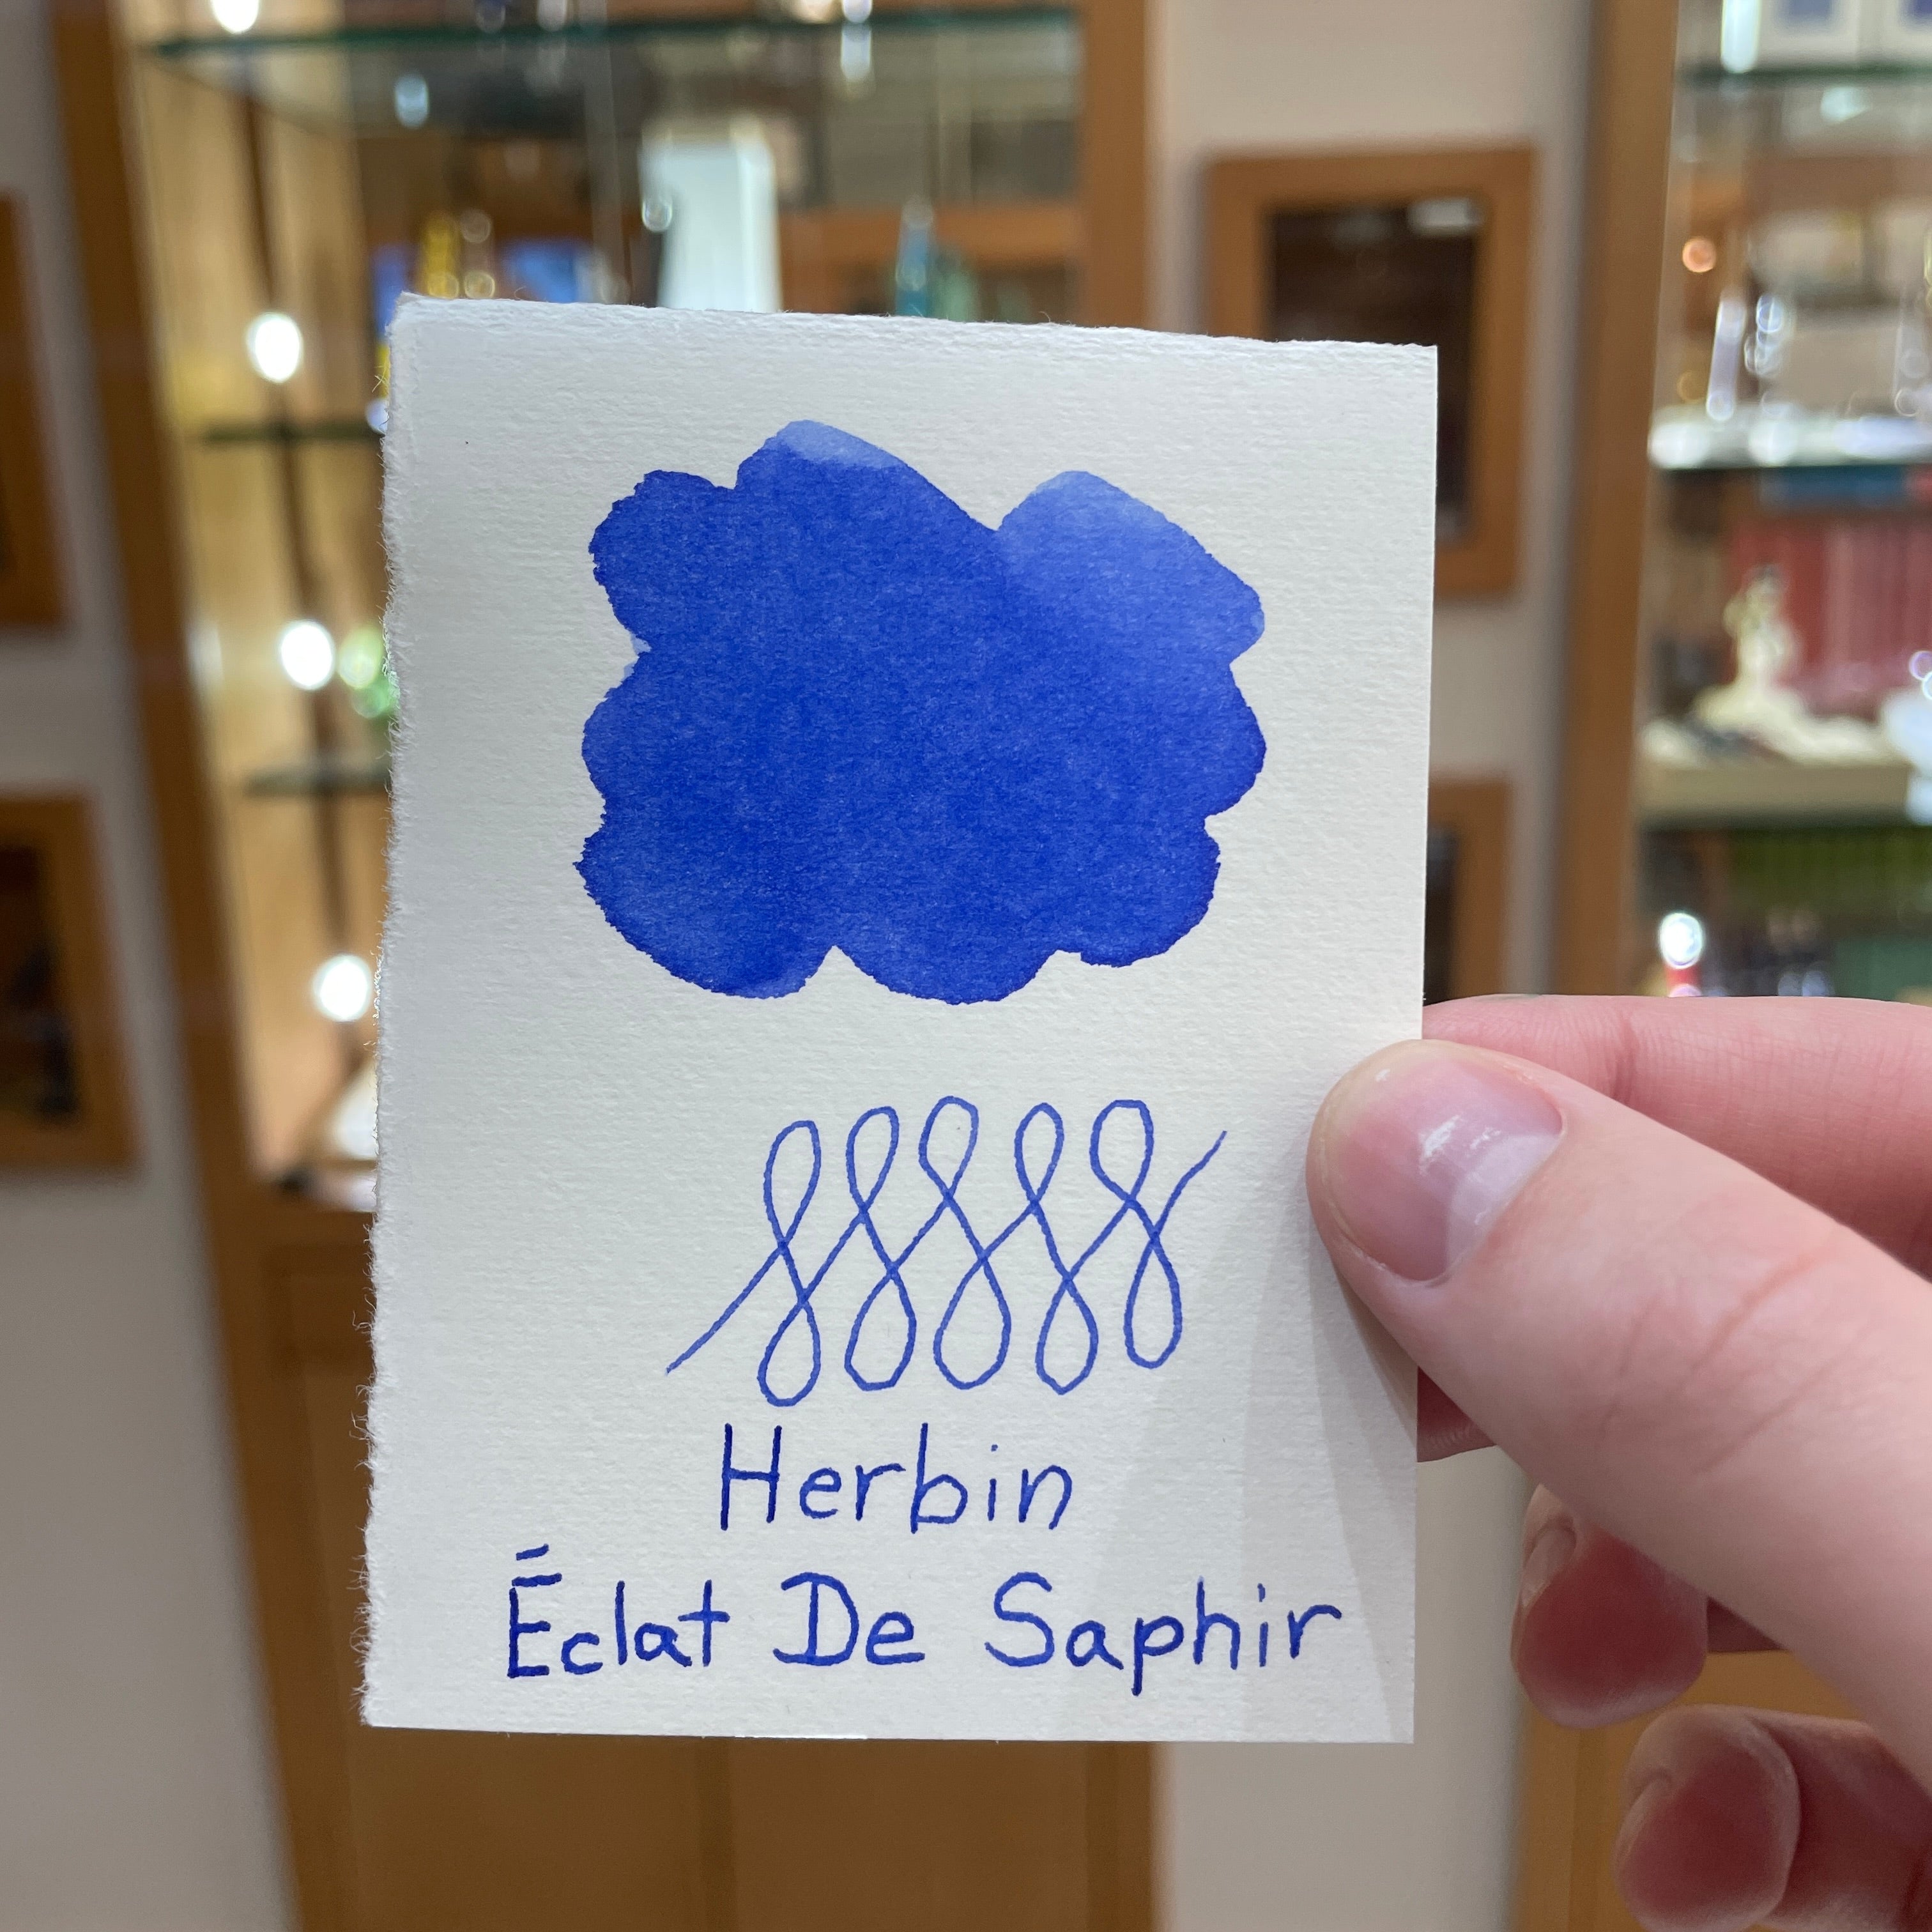 Herbin
Éclat De Saphir